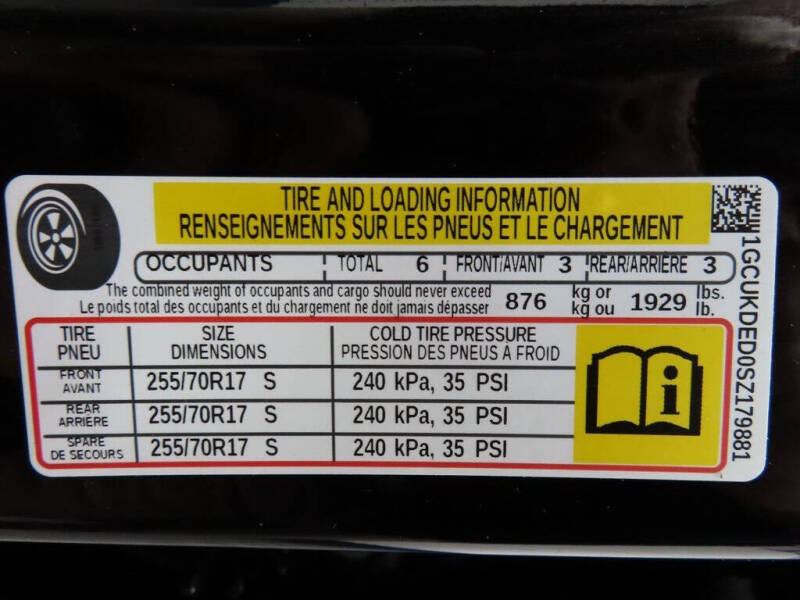 TIRE AND LOADING INFORMATION
RENSEIGNEMENTS SUR LES PNEUS ET LE CHARGEMENT
OCCUPANTS TOTAL 6 FRONT/AVANT 3 REAR/ARRIÈRE 3
The combined weight of occupants and cargo should never exceed 876 kg or 1929 lbs.
Le poids total des occupants et du chargement ne doit jamais dépasser kg ou lb.
TIRE SIZE COLD TIRE PRESSURE
PNEU DIMENSIONS PRESSION DES PNEUS A FROID
FRONT
AVANT 255/70R17 S 240 kPa, 35 PSI
REAR
ARRIÈRE 255/70R17 S 240 kPa, 35 PSI
SPARE
DE SECOURS 255/70R17 S 240 kPa, 35 PSI
i
1GCUKDED0SZ179881